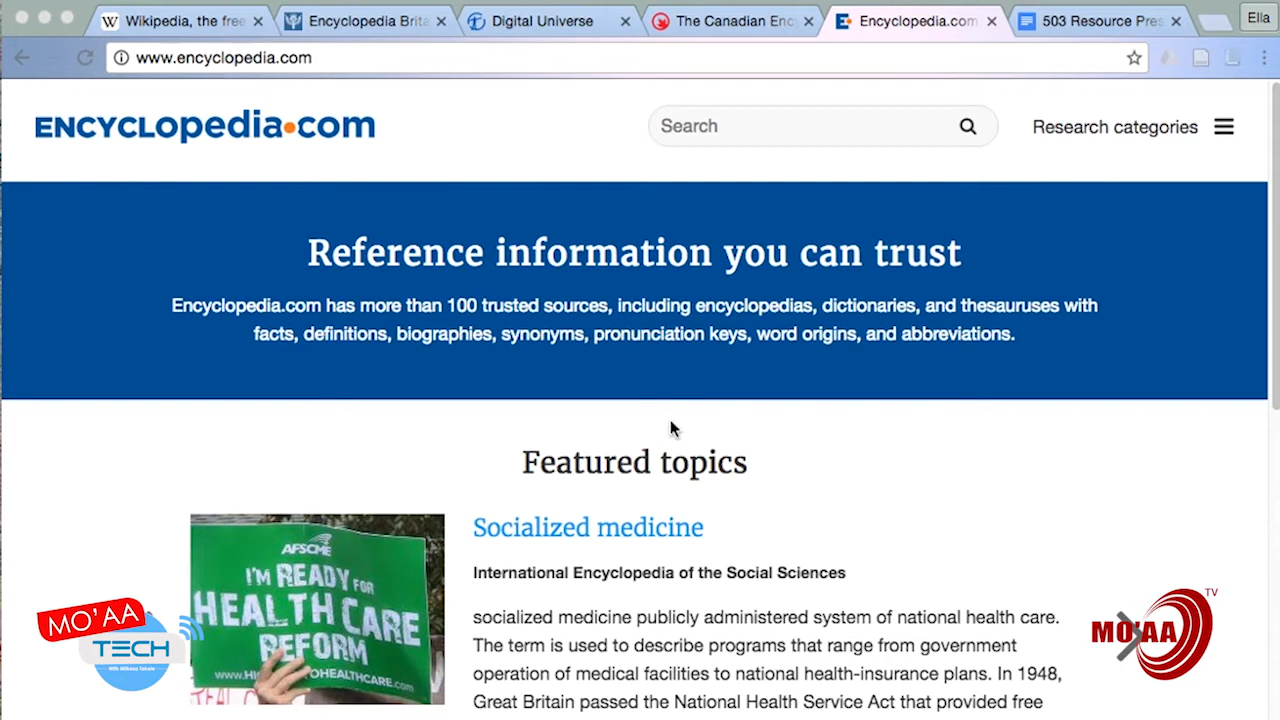 Wikipedia, the free
Encyclopedia Brita
Digital Universe
The Canadian Enc
Encyclopedia.com
503 Resource Pres
Ella
www.encyclopedia.com
ENCYCLOPEDIA.com
Search
Research categories
Reference information you can trust
Encyclopedia.com has more than 100 trusted sources, including encyclopedias, dictionaries, and thesauruses with
facts, definitions, biographies, synonyms, pronunciation keys, word origins, and abbreviations.
Featured topics
AFSCME
I'M READY FOR
HEALTH CARE
REFORM
Socialized medicine
International Encyclopedia of the Social Sciences
socialized medicine publicly administered system of national health care.
The term is used to describe programs that range from government
operation of medical facilities to national health-insurance plans. In 1948,
Great Britain passed the National Health Service Act that provided free
MO'AA
TECH
MO'AA
TV